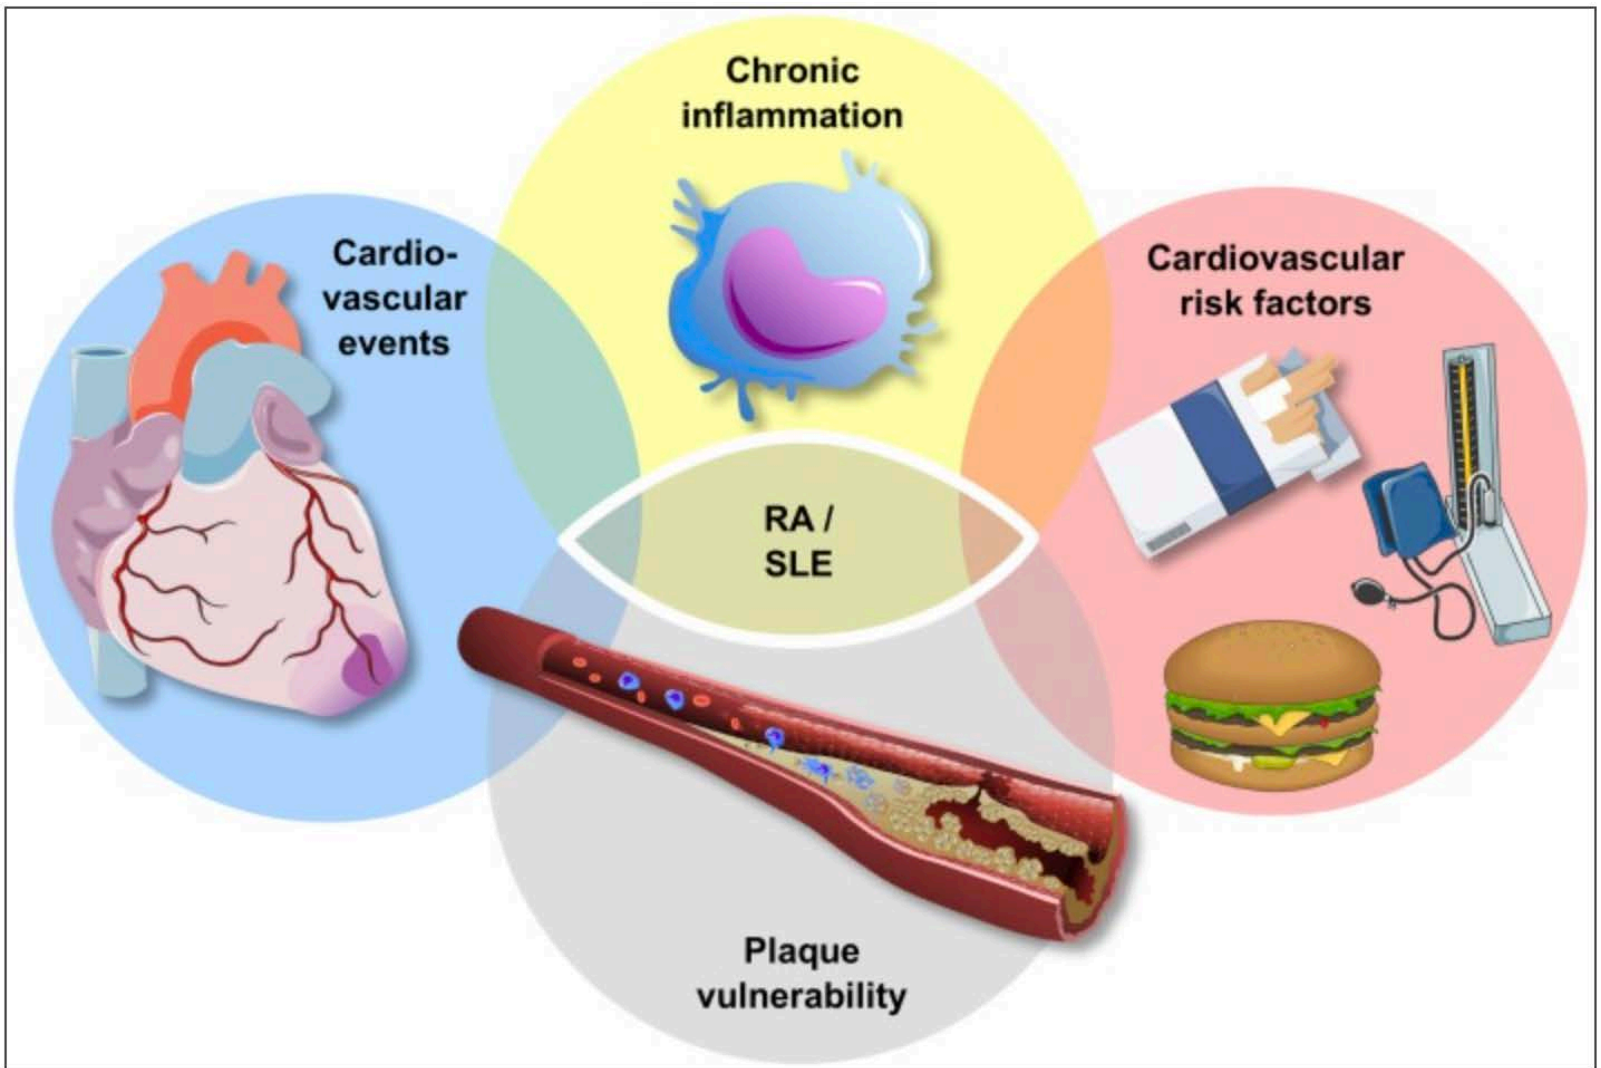 Chronic
inflammation
Cardio-
vascular
events
Cardiovascular
risk factors
RA /
SLE
Plaque
vulnerability